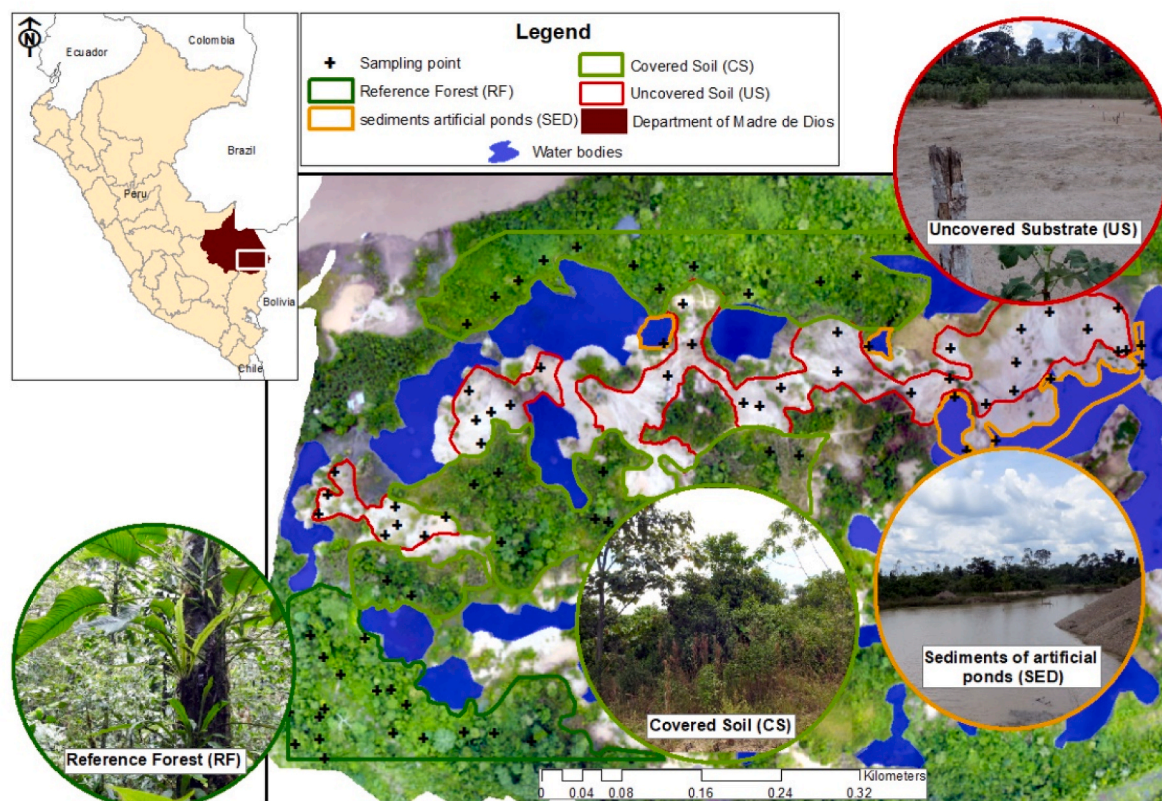 N
Ecuador
Colombia
Brazil
Peru
Bolivia
Chile
Legend
Sampling point
Reference Forest (RF)
sediments artificial ponds (SED)
Covered Soil (CS)
Uncovered Soil (US)
Department of Madre de Dios
Water bodies
Uncovered Substrate (US)
Reference Forest (RF)
Covered Soil (CS)
Sediments of artificial
ponds (SED)
Kilometers
0 0.04 0.08 0.16 0.24 0.32